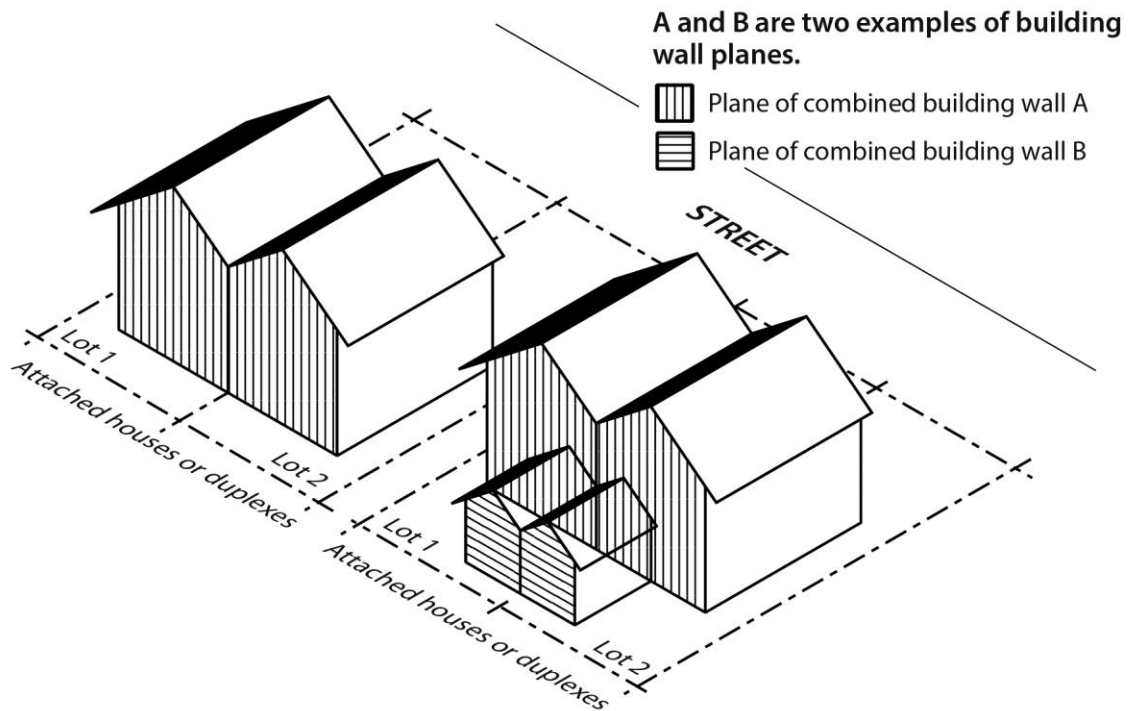 A and B are two examples of building
wall planes.
Plane of combined building wall A
Plane of combined building wall B
STREET
Lot 1
Attached houses or duplexes
Lot 2
Lot 1
Attached houses or duplexes
Lot 2